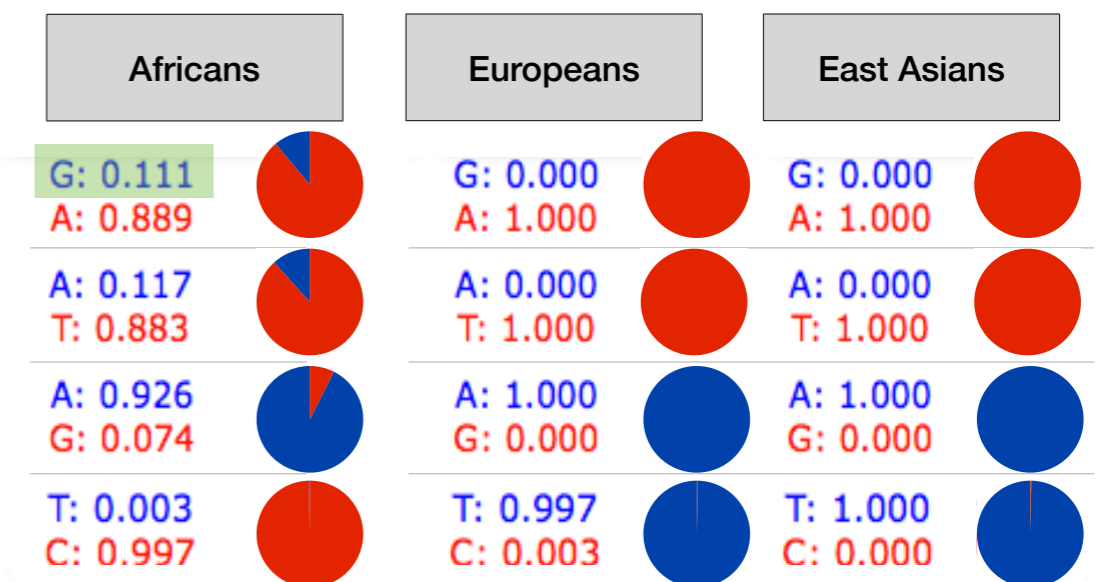 Africans Europeans East Asians
G: 0.111 G: 0.000 G: 0.000
A: 0.889 A: 1.000 A: 1.000
A: 0.117 A: 0.000 A: 0.000
T: 0.883 T: 1.000 T: 1.000
A: 0.926 A: 1.000 A: 1.000
G: 0.074 G: 0.000 G: 0.000
T: 0.003 T: 0.997 T: 1.000
C: 0.997 C: 0.003 C: 0.000